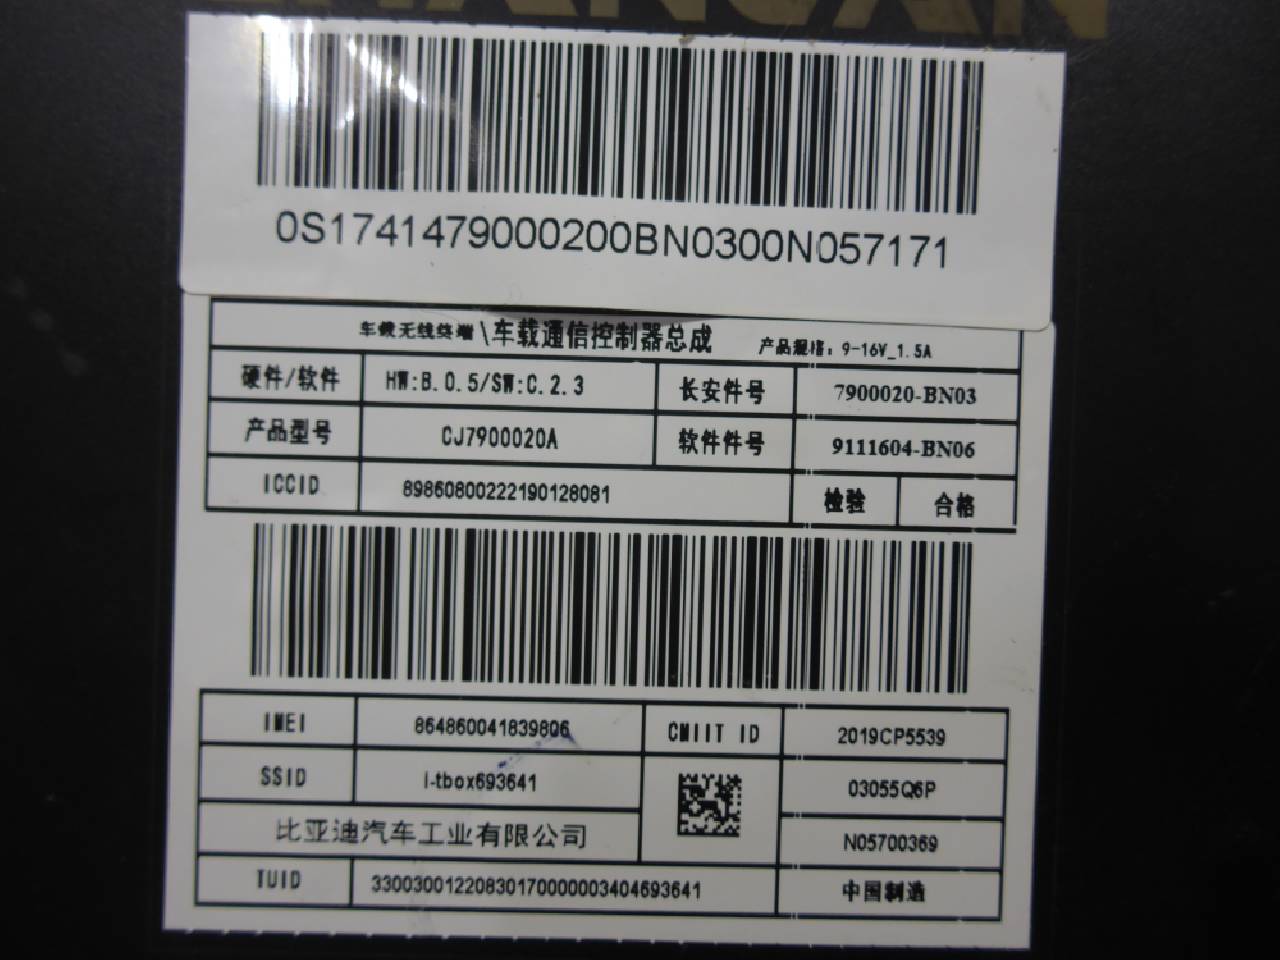 CHANGAN
0S1741479000200BN0300N057171
车载无线终端\车载通信控制器总成 产品规格：9-16V_1.5A
硬件/软件 HW:B.0.5/SW:C.2.3 长安件号 7900020-BN03
产品型号 CJ7900020A 软件件号 9111604-BN06
ICCID 89860800222190128081 检验 合格
IMEI 864860041839806 CMIIT ID 2019CP5539
SSID i-tbox693641 03055Q6P
比亚迪汽车工业有限公司 N05700369
TUID 33003001220830170000003404693641 中国制造